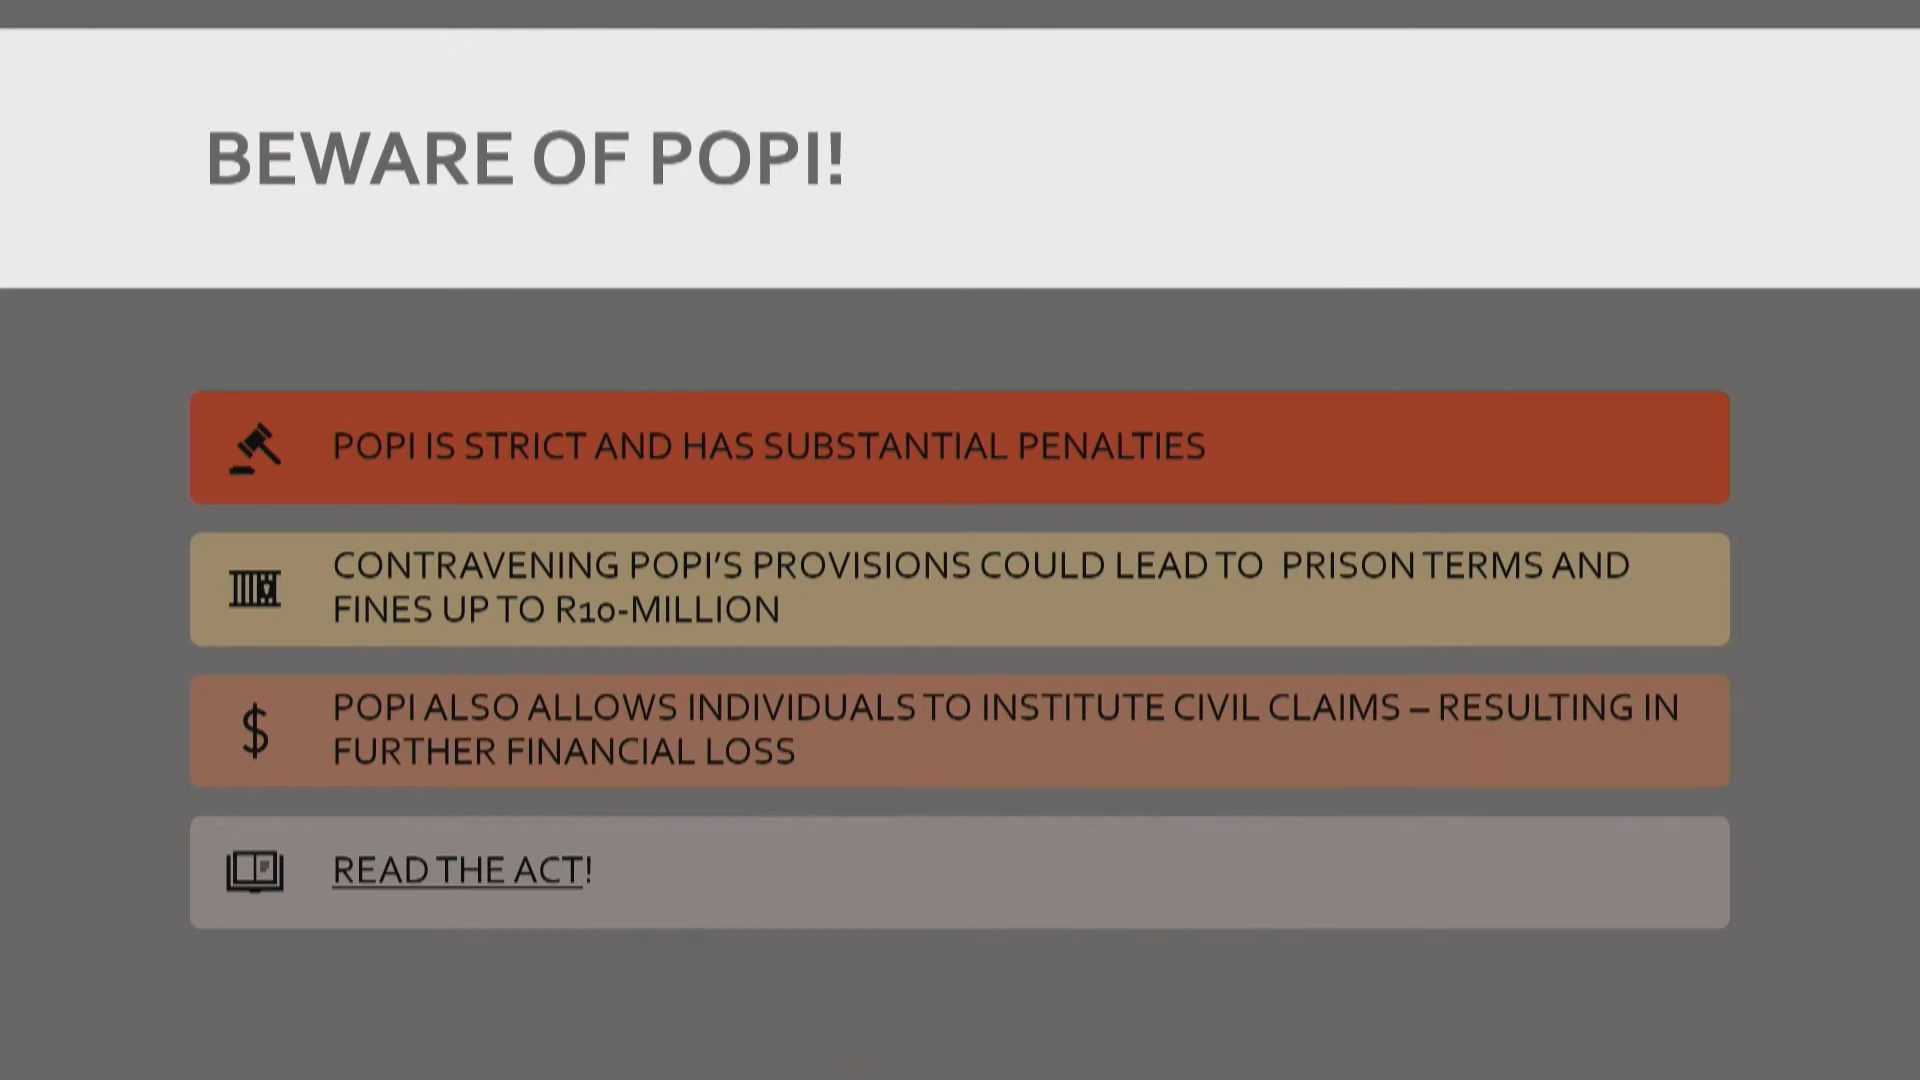 BEWARE OF POPI!
POPI IS STRICT AND HAS SUBSTANTIAL PENALTIES
CONTRAVENING POPI’S PROVISIONS COULD LEAD TO  PRISON TERMS AND
FINES UP TO R10-MILLION
POPI ALSO ALLOWS INDIVIDUALS TO INSTITUTE CIVIL CLAIMS – RESULTING IN
FURTHER FINANCIAL LOSS
READ THE ACT!